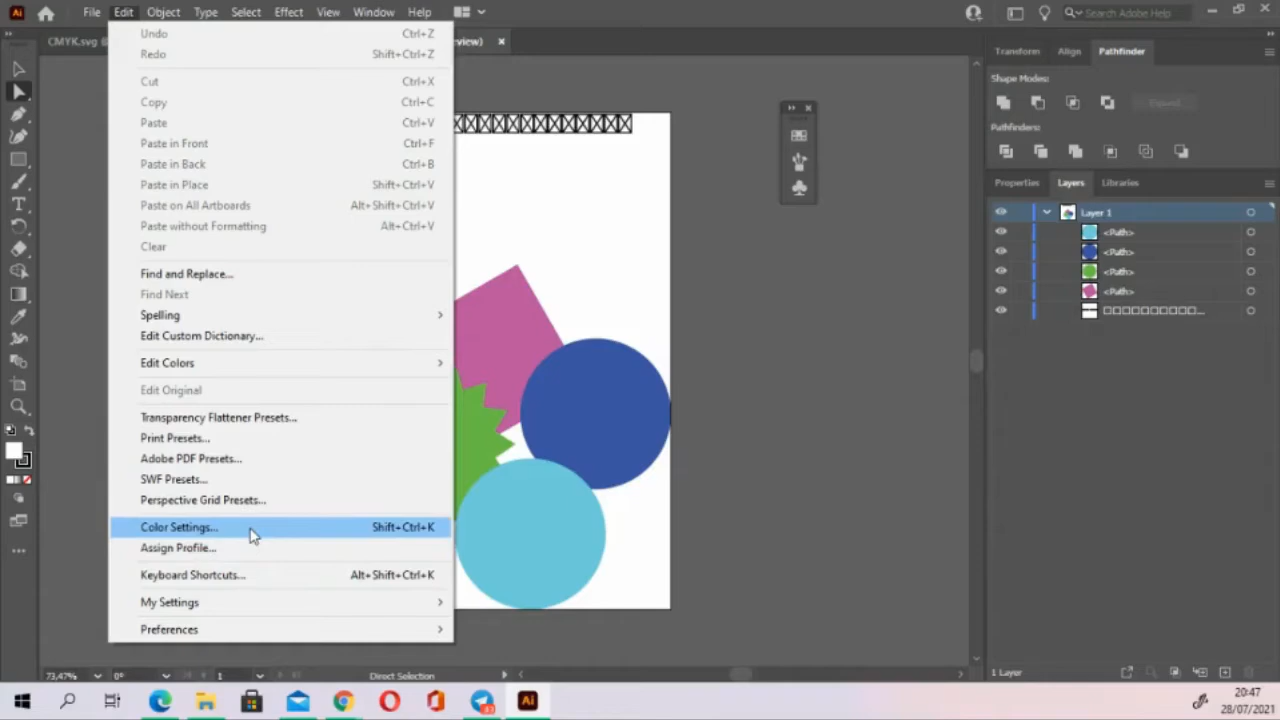 Ai File Edit Object Type Select Effect View Window Help Search Adobe Help
CMYK.svg @ view) ×
Undo Ctrl+Z
Redo Shift+Ctrl+Z
Cut Ctrl+X
Copy Ctrl+C
Paste Ctrl+V
Paste in Front Ctrl+F
Paste in Back Ctrl+B
Paste in Place Shift+Ctrl+V
Paste on All Artboards Alt+Shift+Ctrl+V
Paste without Formatting Alt+Ctrl+V
Clear
Find and Replace...
Find Next
Spelling
Edit Custom Dictionary...
Edit Colors
Edit Original
Transparency Flattener Presets...
Print Presets...
Adobe PDF Presets...
SWF Presets...
Perspective Grid Presets...
Color Settings... Shift+Ctrl+K
Assign Profile...
Keyboard Shortcuts... Alt+Shift+Ctrl+K
My Settings
Preferences
Transform Align Pathfinder
Shape Modes:
Expand
Pathfinders:
Properties Layers Libraries
Layer 1
<Path>
<Path>
<Path>
<Path>
□□□□□□□□□□...
73,47% 0° 1 Direct Selection
1 Layer
Ai
20:47
28/07/2021